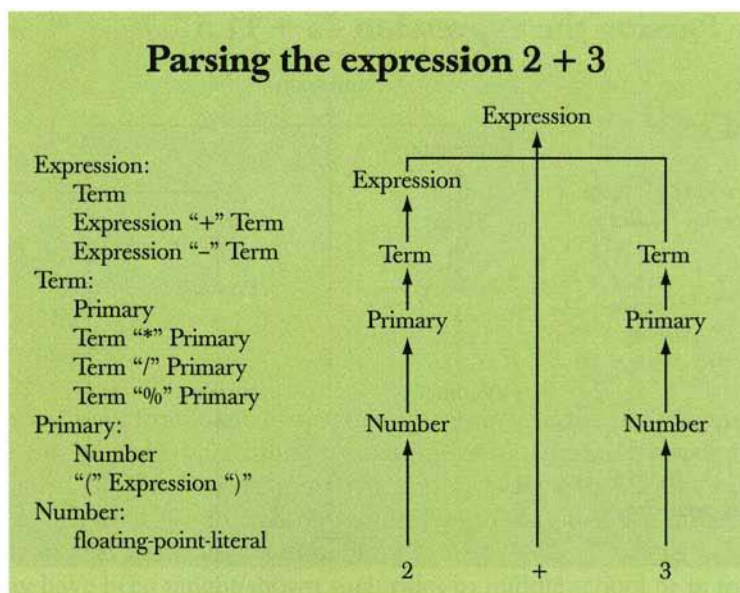 Parsing the expression 2 + 3
Expression:
Term
Expression “+” Term
Expression “–” Term
Term:
Primary
Term “*” Primary
Term “/” Primary
Term “%” Primary
Primary:
Number
“(” Expression “)”
Number:
floating-point-literal
Expression
Expression
Term Term
Primary Primary
Number Number
2 + 3